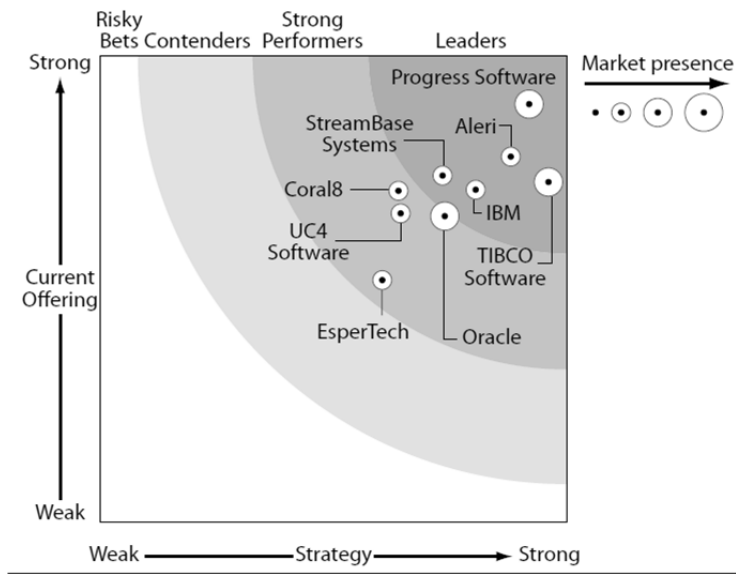 Risky
Bets
Contenders
Strong
Performers
Leaders
Strong
Market presence
Progress Software
StreamBase
Systems
Aleri
Coral8
IBM
UC4
Software
TIBCO
Software
Current
Offering
EsperTech
Oracle
Weak
Weak
Strategy
Strong